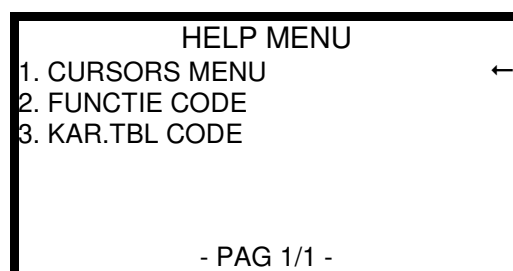 HELP MENU
1. CURSORS MENU ←
2. FUNCTIE CODE
3. KAR.TBL CODE
- PAG 1/1 -